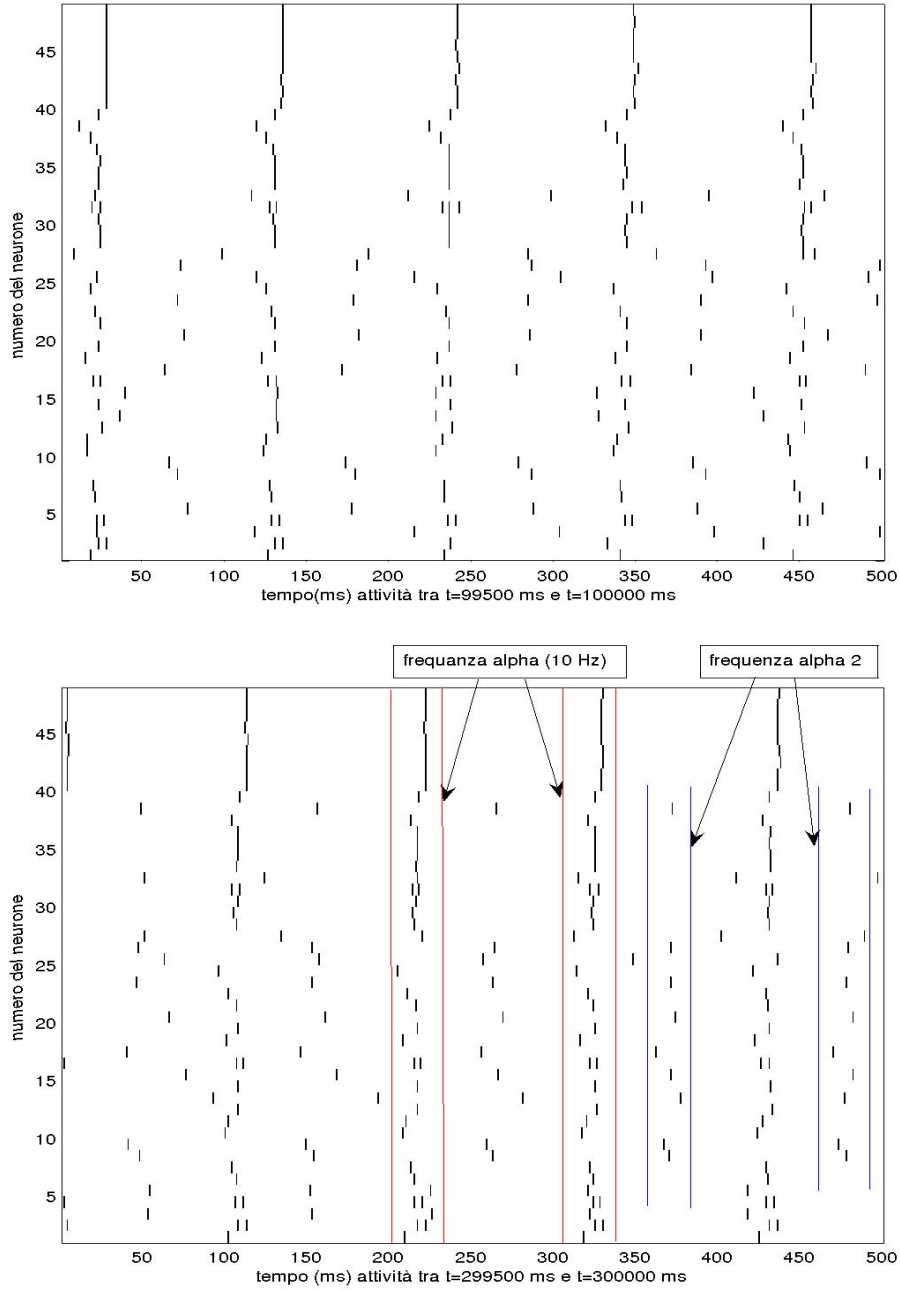 45
40
35
30
25
20
15
10
5
numero del neurone
50 100 150 200 250 300 350 400 450 500
tempo(ms) attività tra t=99500 ms e t=100000 ms
frequanza alpha (10 Hz)
frequenza alpha 2
45
40
35
30
25
20
15
10
5
numero del neurone
50 100 150 200 250 300 350 400 450 500
tempo (ms) attività tra t=299500 ms e t=300000 ms